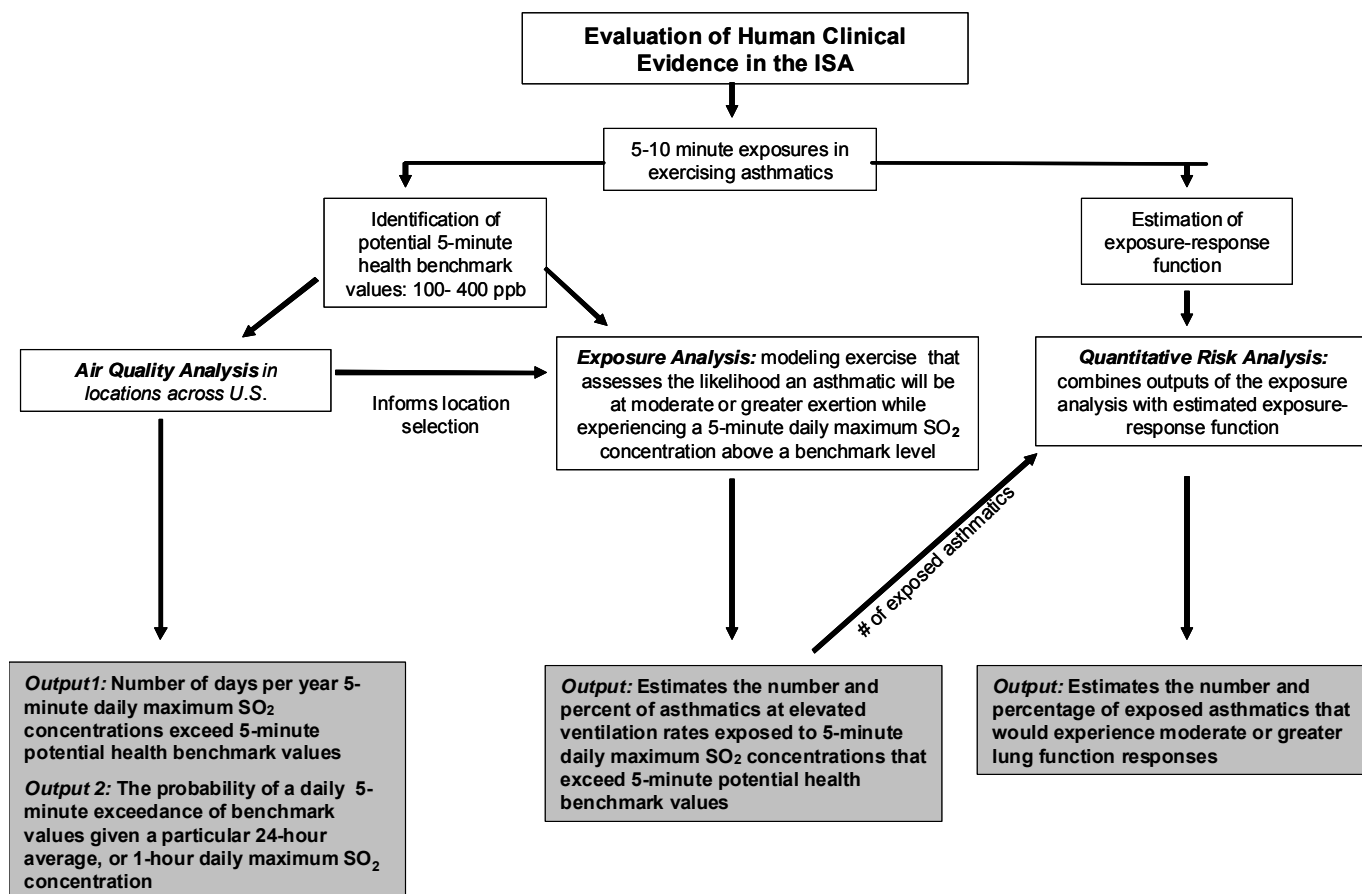 Evaluation of Human Clinical
Evidence in the ISA
5-10 minute exposures in
exercising asthmatics
Identification of
potential 5-minute
health benchmark
values: 100- 400 ppb
Estimation of
exposure-response
function
Air Quality Analysis in
locations across U.S.
Informs location
selection
Exposure Analysis: modeling exercise that
assesses the likelihood an asthmatic will be
at moderate or greater exertion while
experiencing a 5-minute daily maximum SO2
concentration above a benchmark level
Quantitative Risk Analysis:
combines outputs of the exposure
analysis with estimated exposure-
response function
# of exposed asthmatics
Output1: Number of days per year 5-
minute daily maximum SO2
concentrations exceed 5-minute
potential health benchmark values
Output 2: The probability of a daily 5-
minute exceedance of benchmark
values given a particular 24-hour
average, or 1-hour daily maximum SO2
concentration
Output: Estimates the number and
percent of asthmatics at elevated
ventilation rates exposed to 5-minute
daily maximum SO2 concentrations that
exceed 5-minute potential health
benchmark values
Output: Estimates the number and
percentage of exposed asthmatics that
would experience moderate or greater
lung function responses